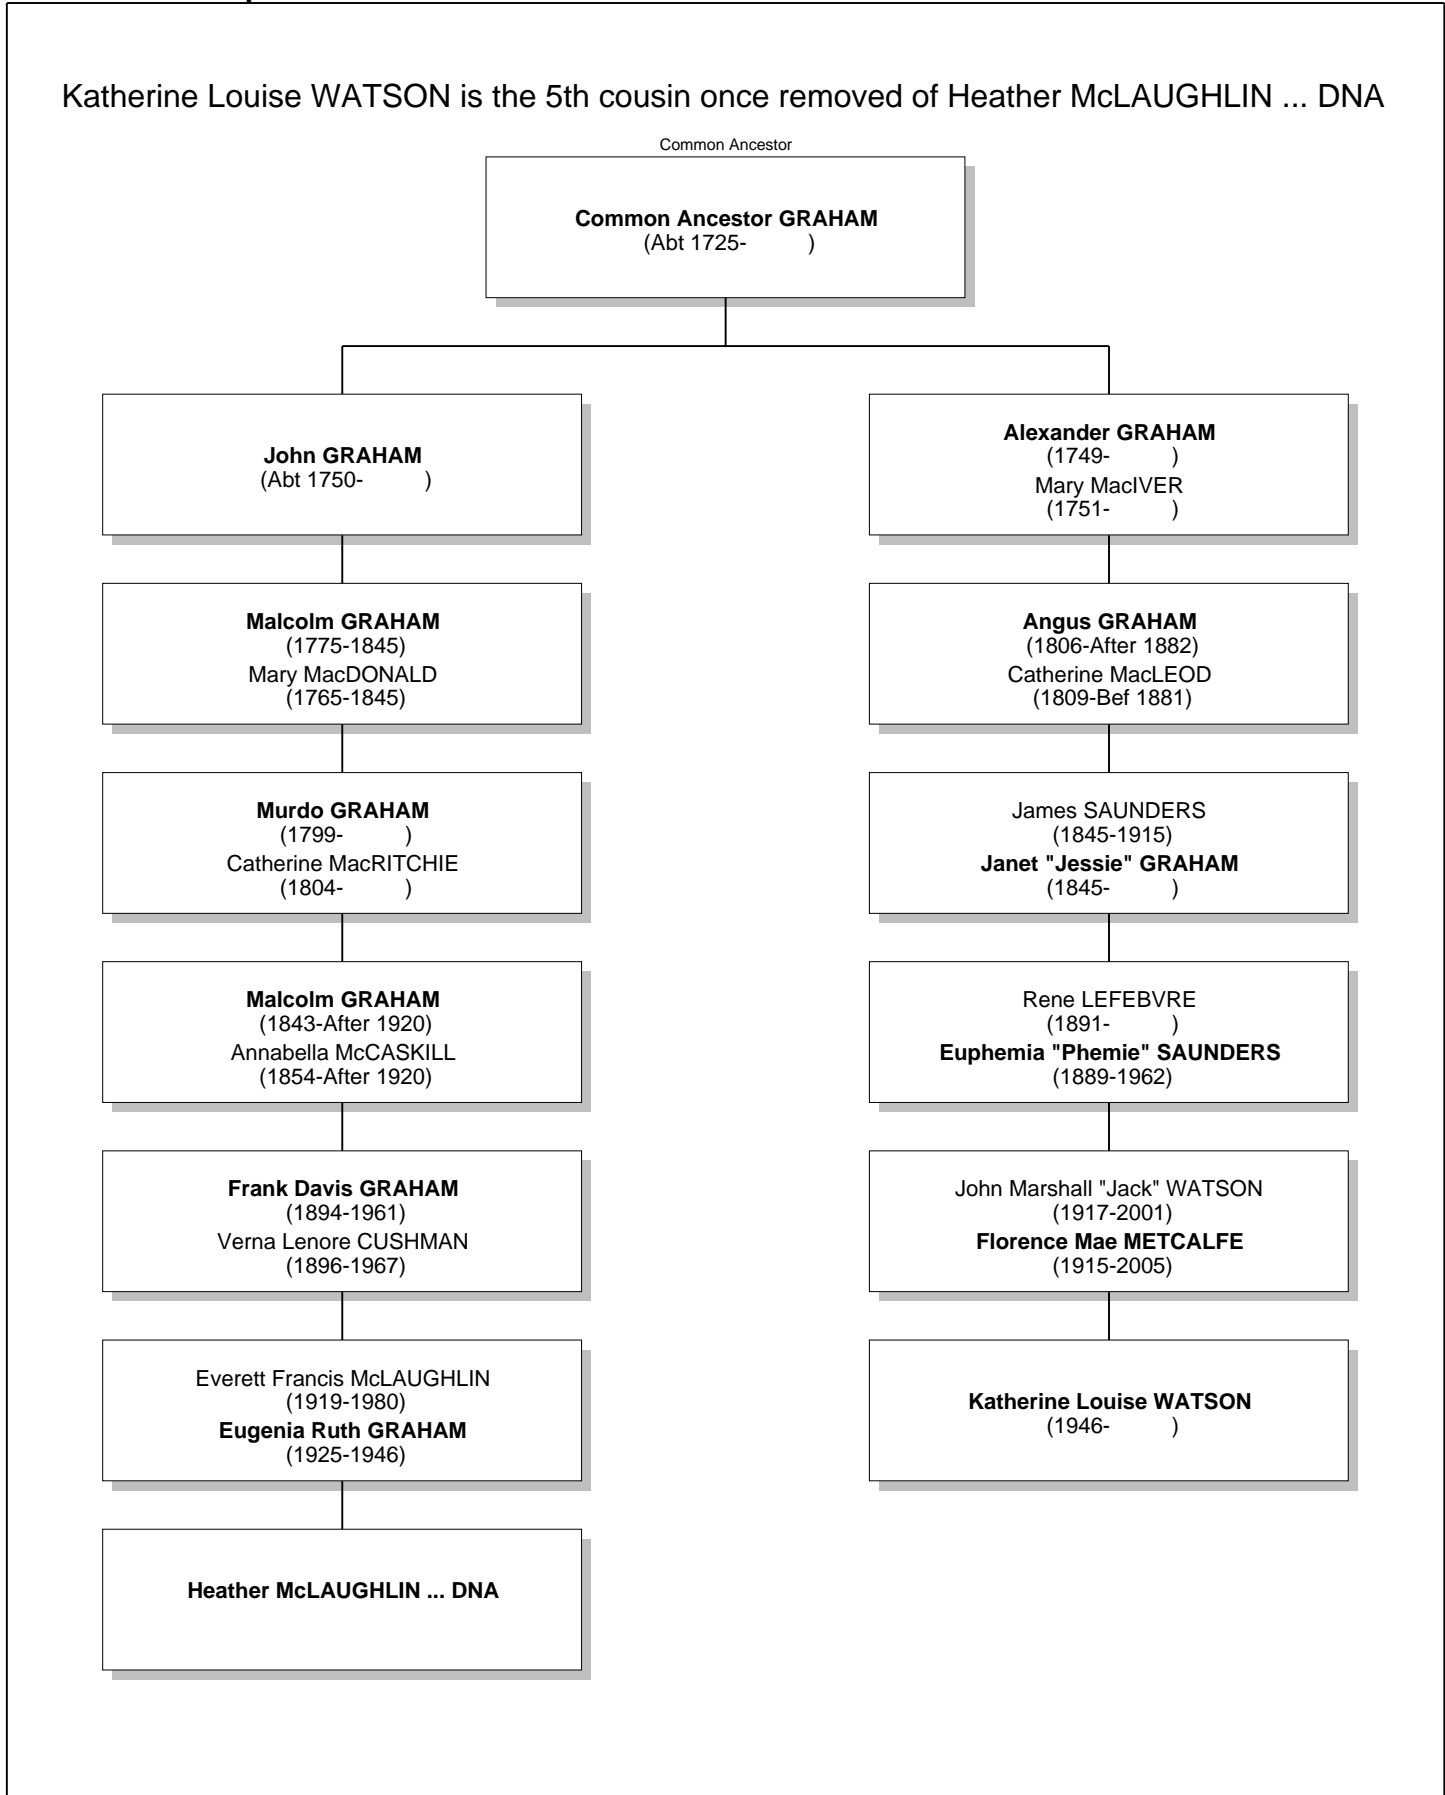 Katherine Louise WATSON is the 5th cousin once removed of Heather McLAUGHLIN ... DNA
Common Ancestor
Common Ancestor GRAHAM
(Abt 1725- )
John GRAHAM
(Abt 1750- )
Alexander GRAHAM
(1749- )
Mary MacIVER
(1751- )
Malcolm GRAHAM
(1775-1845)
Mary MacDONALD
(1765-1845)
Angus GRAHAM
(1806-After 1882)
Catherine MacLEOD
(1809-Bef 1881)
Murdo GRAHAM
(1799- )
Catherine MacRITCHIE
(1804- )
James SAUNDERS
(1845-1915)
Janet "Jessie" GRAHAM
(1845- )
Malcolm GRAHAM
(1843-After 1920)
Annabella McCASKILL
(1854-After 1920)
Rene LEFEBVRE
(1891- )
Euphemia "Phemie" SAUNDERS
(1889-1962)
Frank Davis GRAHAM
(1894-1961)
Verna Lenore CUSHMAN
(1896-1967)
John Marshall "Jack" WATSON
(1917-2001)
Florence Mae METCALFE
(1915-2005)
Everett Francis McLAUGHLIN
(1919-1980)
Eugenia Ruth GRAHAM
(1925-1946)
Katherine Louise WATSON
(1946- )
Heather McLAUGHLIN ... DNA